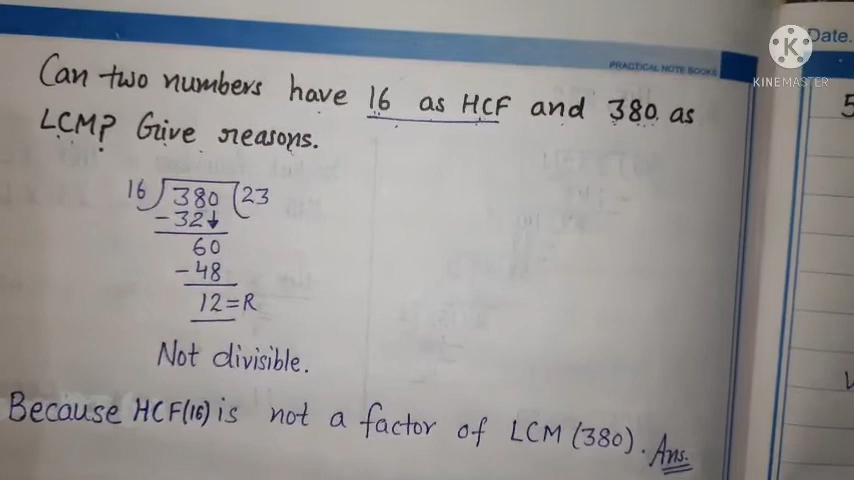 Date.
KINEMASTER
PRACTICAL NOTE BOOKS
Can two numbers have 16 as HCF and 380 as
LCM? Give reasons.
16 380 23
-32↓
60
-48
12=R
Not divisible.
Because HCF(16) is not a factor of LCM (380). Ans.
5